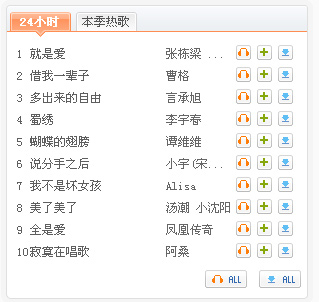 24小时 本季热歌
1 就是爱 张栋梁 ...
2 借我一辈子 曹格
3 多出来的自由 言承旭
4 蜀绣 李宇春
5 蝴蝶的翅膀 谭维维
6 说分手之后 小宇(宋...
7 我不是坏女孩 Alisa
8 美了美了 汤潮 小沈阳
9 全是爱 凤凰传奇
10寂寞在唱歌 阿桑
ALL ALL